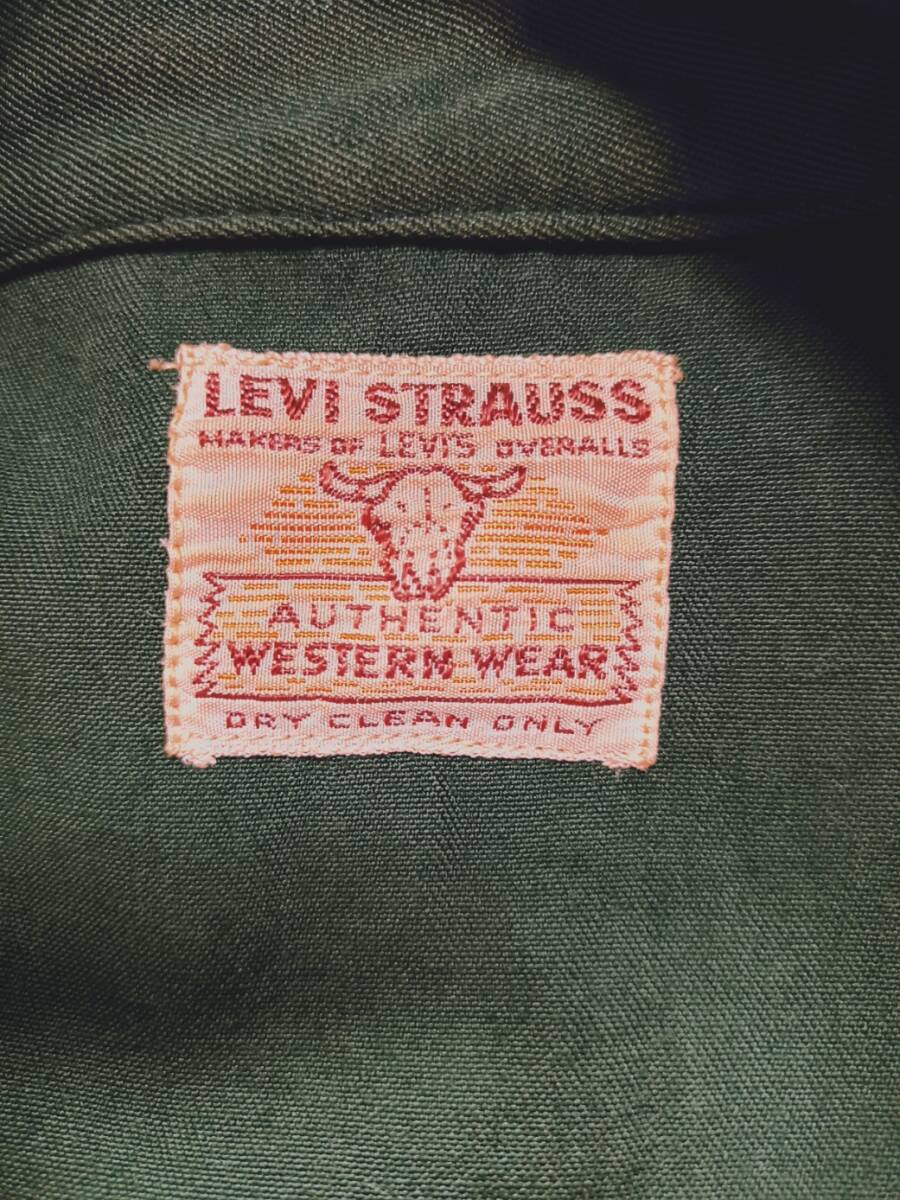 LEVI STRAUSS
MAKERS OF LEVI'S OVERALLS
AUTHENTIC
WESTERN WEAR
DRY CLEAN ONLY